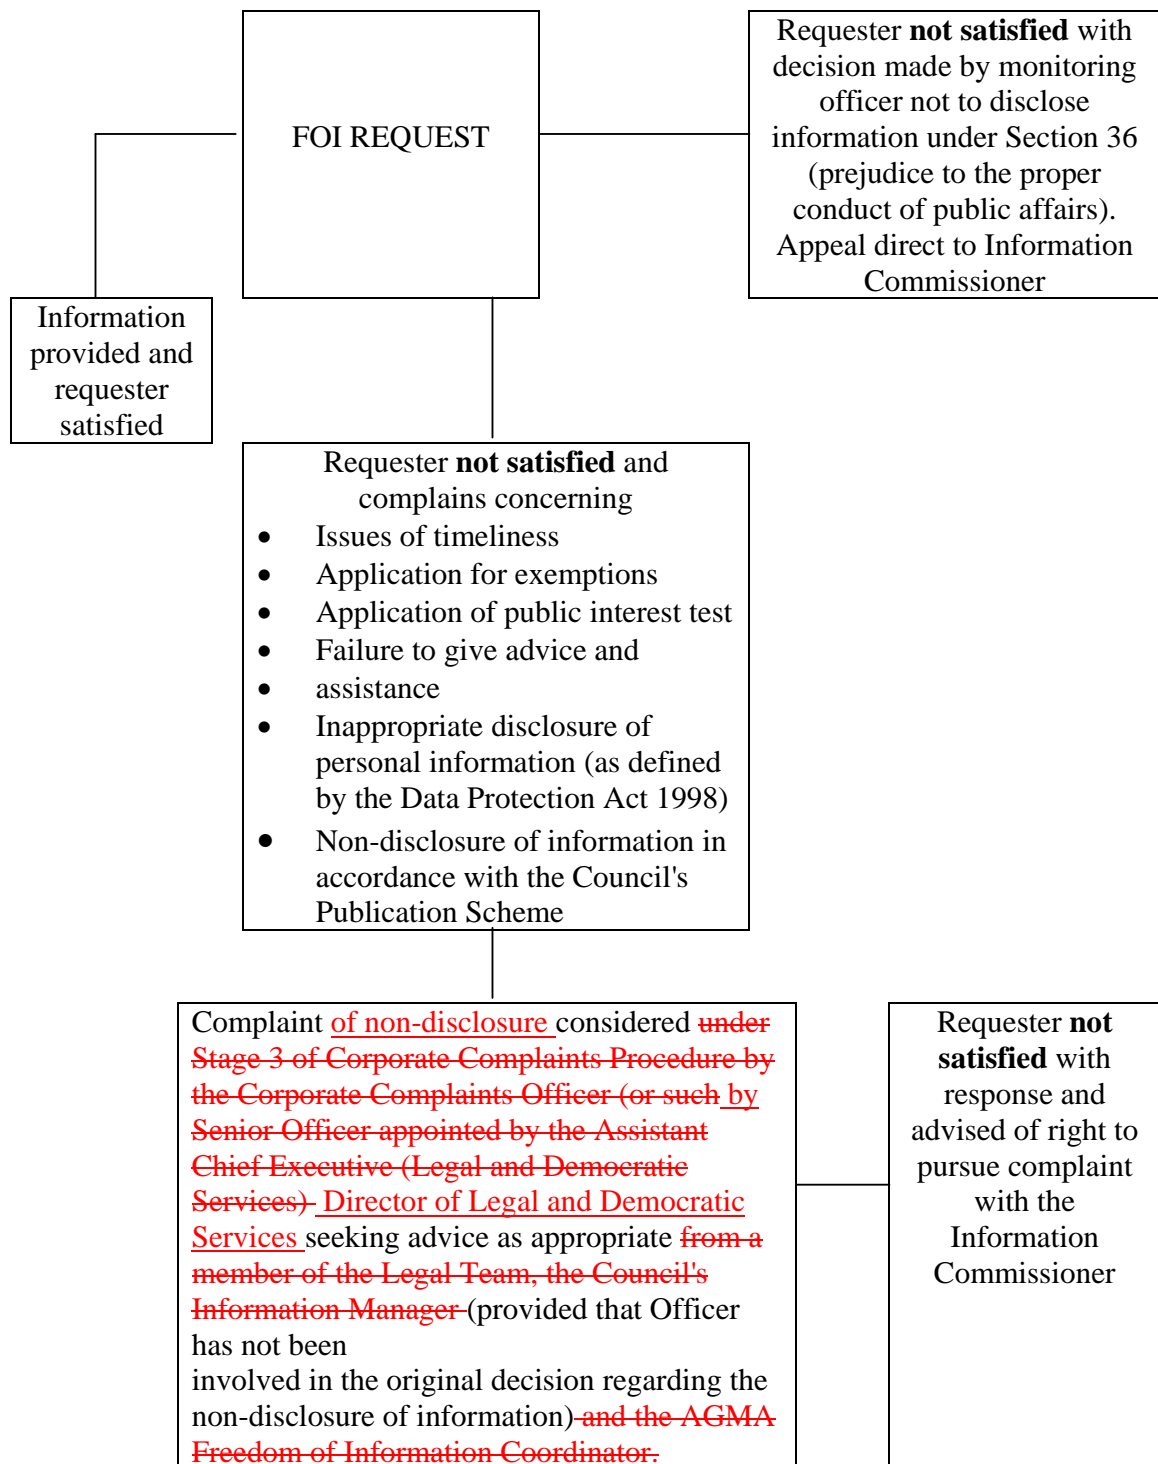 FOI REQUEST
Requester not satisfied with
decision made by monitoring
officer not to disclose
information under Section 36
(prejudice to the proper
conduct of public affairs).
Appeal direct to Information
Commissioner
Information
provided and
requester
satisfied
Requester not satisfied and
complains concerning
• Issues of timeliness
• Application for exemptions
• Application of public interest test
• Failure to give advice and
• assistance
• Inappropriate disclosure of
personal information (as defined
by the Data Protection Act 1998)
• Non-disclosure of information in
accordance with the Council's
Publication Scheme
Complaint of non-disclosure considered under
Stage 3 of Corporate Complaints Procedure by
the Corporate Complaints Officer (or such by
Senior Officer appointed by the Assistant
Chief Executive (Legal and Democratic
Services) Director of Legal and Democratic
Services seeking advice as appropriate from a
member of the Legal Team, the Council's
Information Manager (provided that Officer
has not been
involved in the original decision regarding the
non-disclosure of information) and the AGMA
Freedom of Information Coordinator.
Requester not
satisfied with
response and
advised of right to
pursue complaint
with the
Information
Commissioner